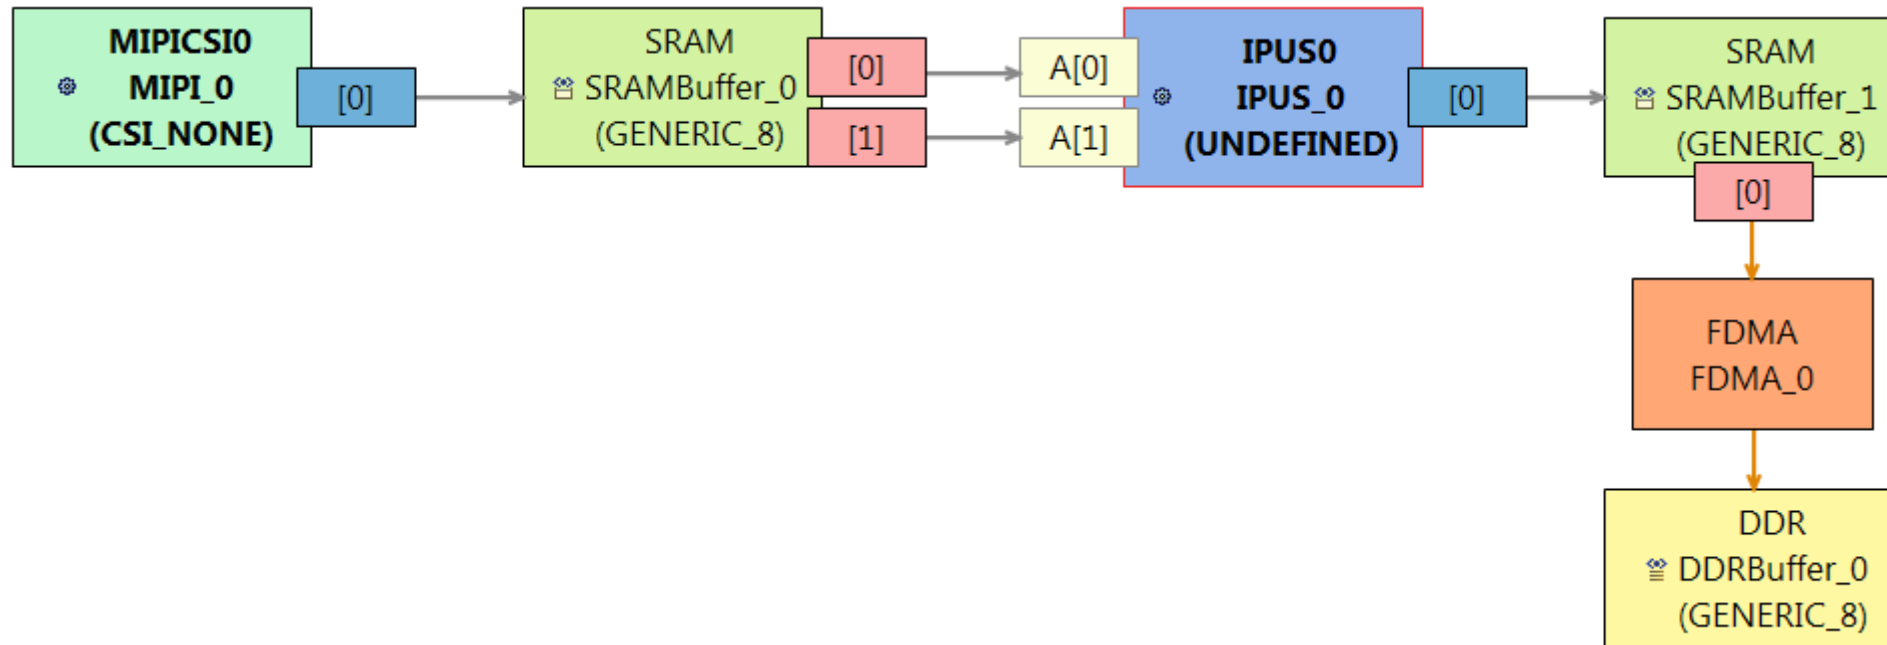 MIPICSI0
MIPI_0
(CSI_NONE)
[0]
SRAM
SRAMBuffer_0
(GENERIC_8)
[0]
[1]
A[0]
A[1]
IPUS0
IPUS_0
(UNDEFINED)
[0]
SRAM
SRAMBuffer_1
(GENERIC_8)
[0]
FDMA
FDMA_0
DDR
DDRBuffer_0
(GENERIC_8)